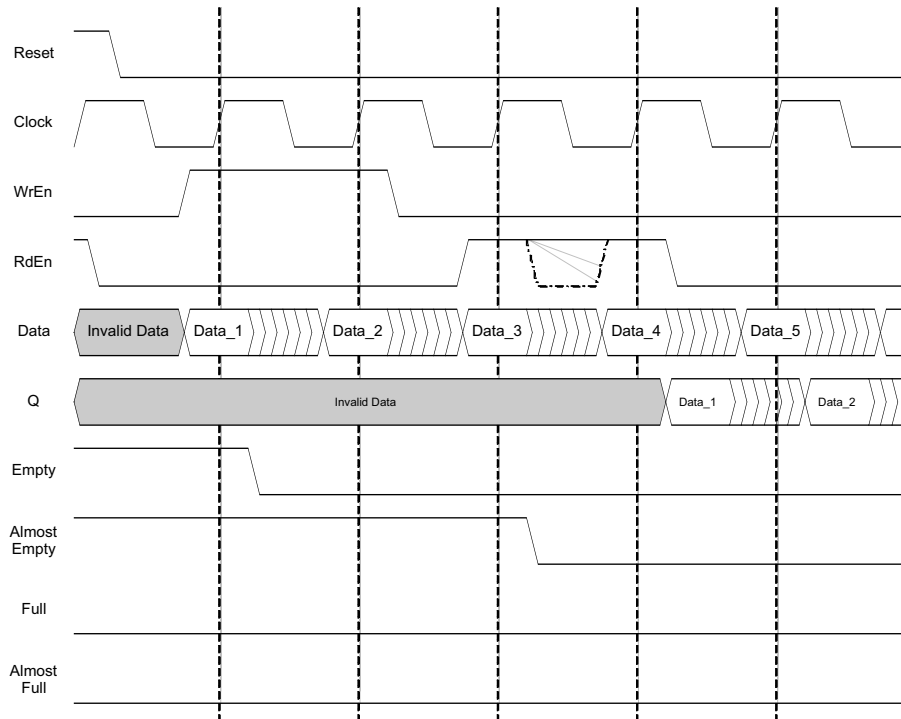 Reset
Clock
WrEn
RdEn
Data
Invalid Data
Data_1
Data_2
Data_3
Data_4
Data_5
Q
Invalid Data
Data_1
Data_2
Empty
Almost
Empty
Full
Almost
Full